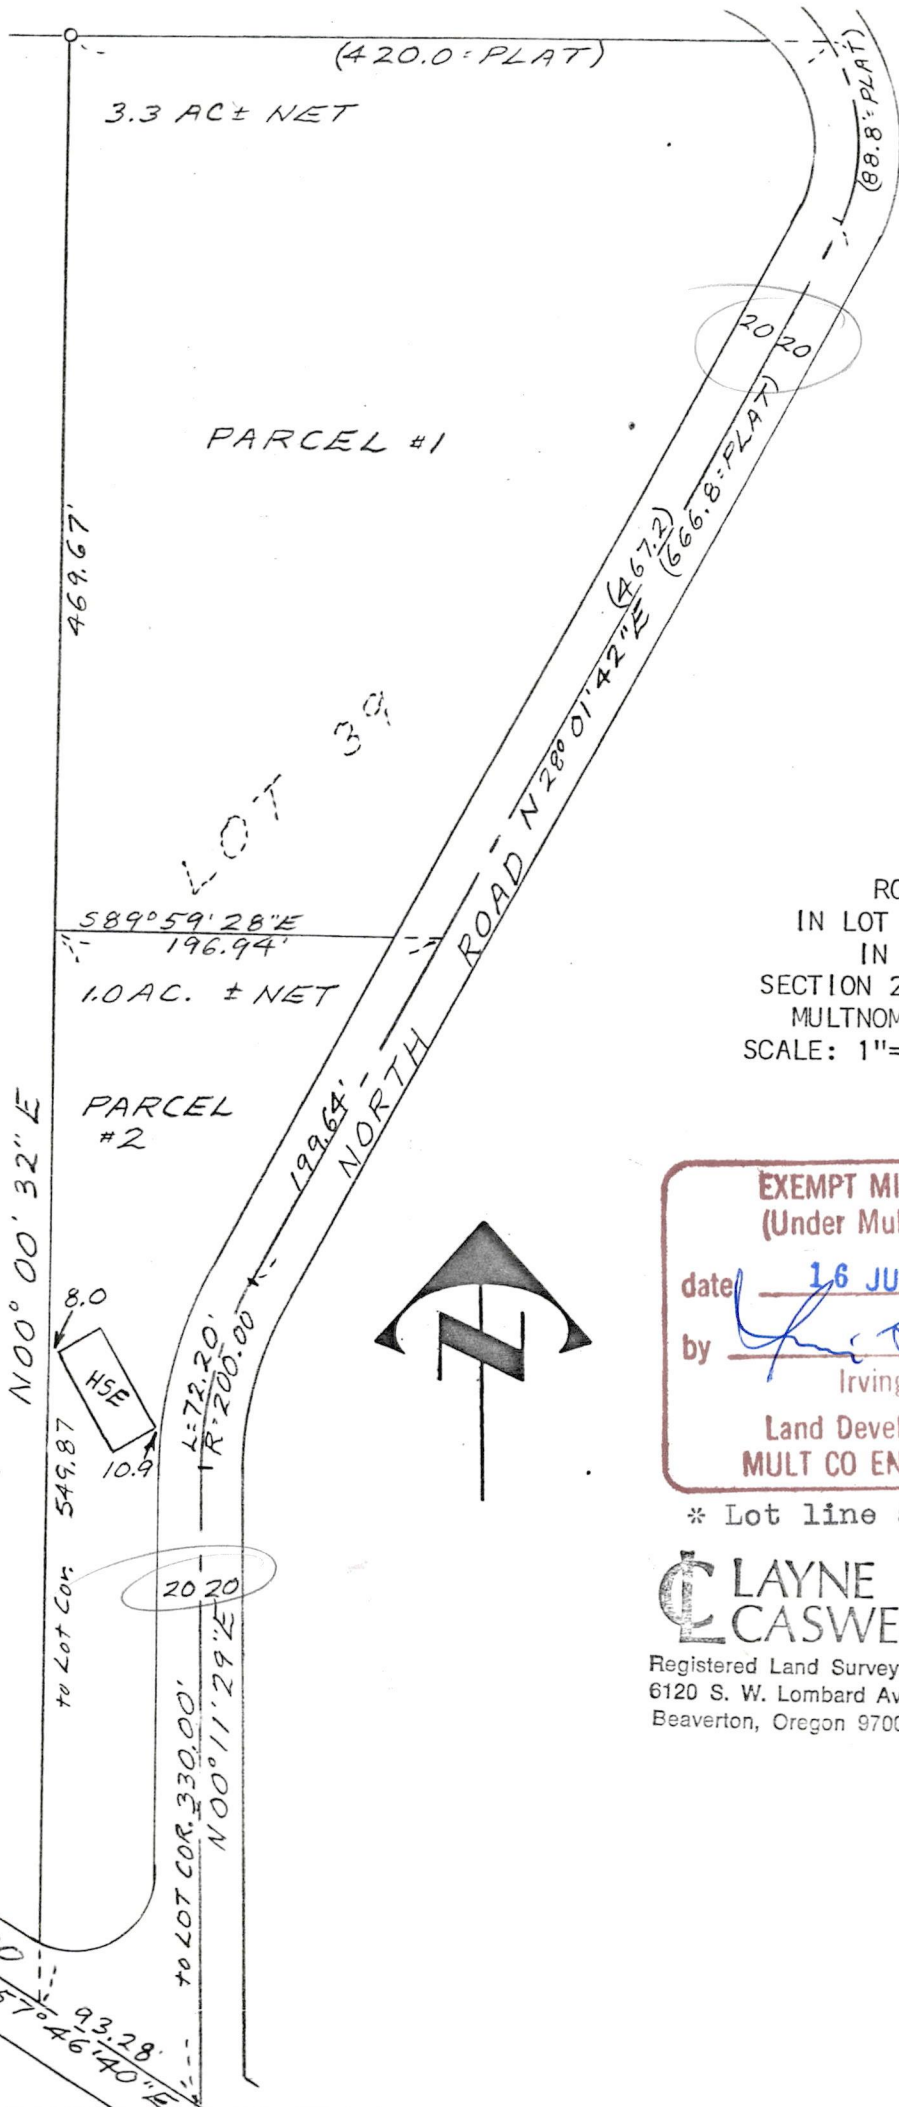 (420.0=PLAT)
(88.8=PLAT)
3.3 AC± NET
20 20
PARCEL #1
(467.2)
(666.8=PLAT)
N 28° 01' 42" E
469.67'
LOT 39
ROAD
NORTH
S89° 59' 28"E
196.94'
1.0 AC. ± NET
PARCEL
#2
199.64'
N00° 00' 32" E
8.0
HSE
10.9
L=72.20'
R=200.00'
549.87
to Lot Cor.
20 20
N 00° 11' 29" E
to LOT COR. 330.00'
93.28'
57° 46' 40" E
N
IN LOT
IN
SECTION 2
MULTNOM
SCALE: 1"=
EXEMPT MI
(Under Mul
date 16 JU
by
Irving
Land Devel
MULT CO EN
* Lot line
CL LAYNE
CASWE
Registered Land Survey
6120 S. W. Lombard Av
Beaverton, Oregon 9700